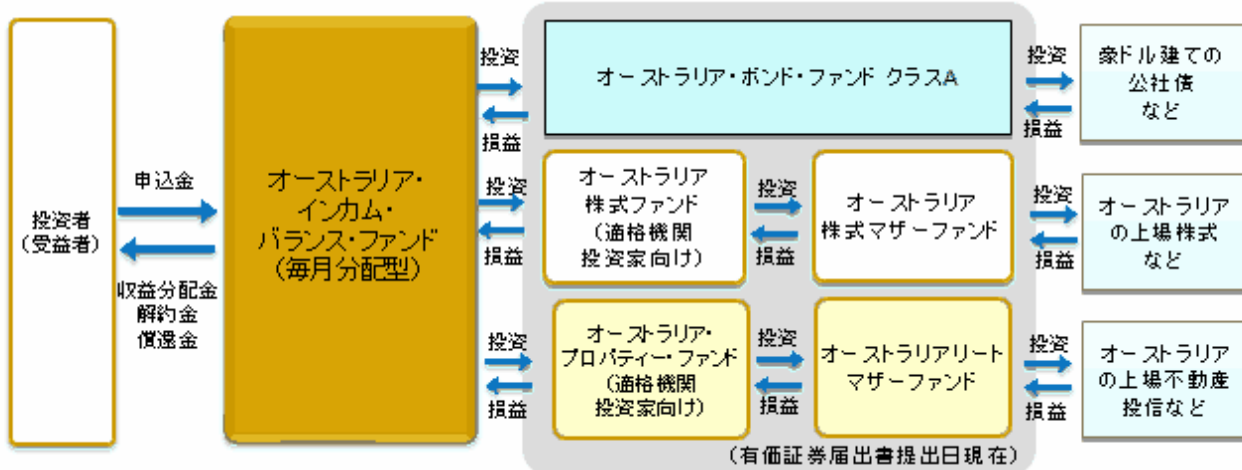 投資者
(受益者)
申込金
収益分配金
解約金
償還金
オーストラリア・
インカム・
バランス・ファンド
(毎月分配型)
投資
損益
オーストラリア・ボンド・ファンド クラスA
投資
損益
豪ドル建ての
公社債
など
投資
損益
オーストラリア
株式ファンド
(適格機関
投資家向け)
投資
損益
オーストラリア
株式マザーファンド
投資
損益
オーストラリア
の上場株式
など
投資
損益
オーストラリア・
プロパティー・ファンド
(適格機関
投資家向け)
投資
損益
オーストラリアリート
マザーファンド
投資
損益
オーストラリア
の上場不動産
投信など
(有価証券届出書提出日現在)